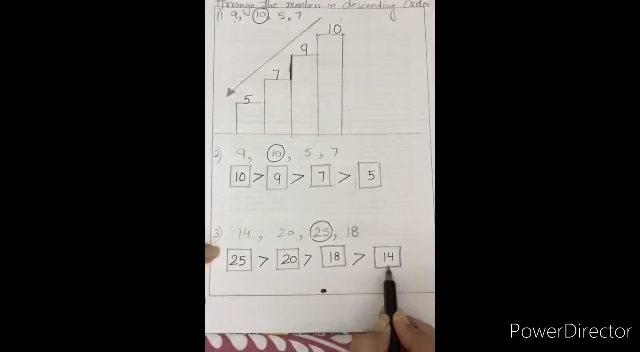 Arrange the numbers in descending Order
1) 9, 10, 5, 7
10
9
7
5
2) 9, 10, 5, 7
10 > 9 > 7 > 5
3) 14, 20, 25, 18
25 > 20 > 18 > 14
PowerDirector